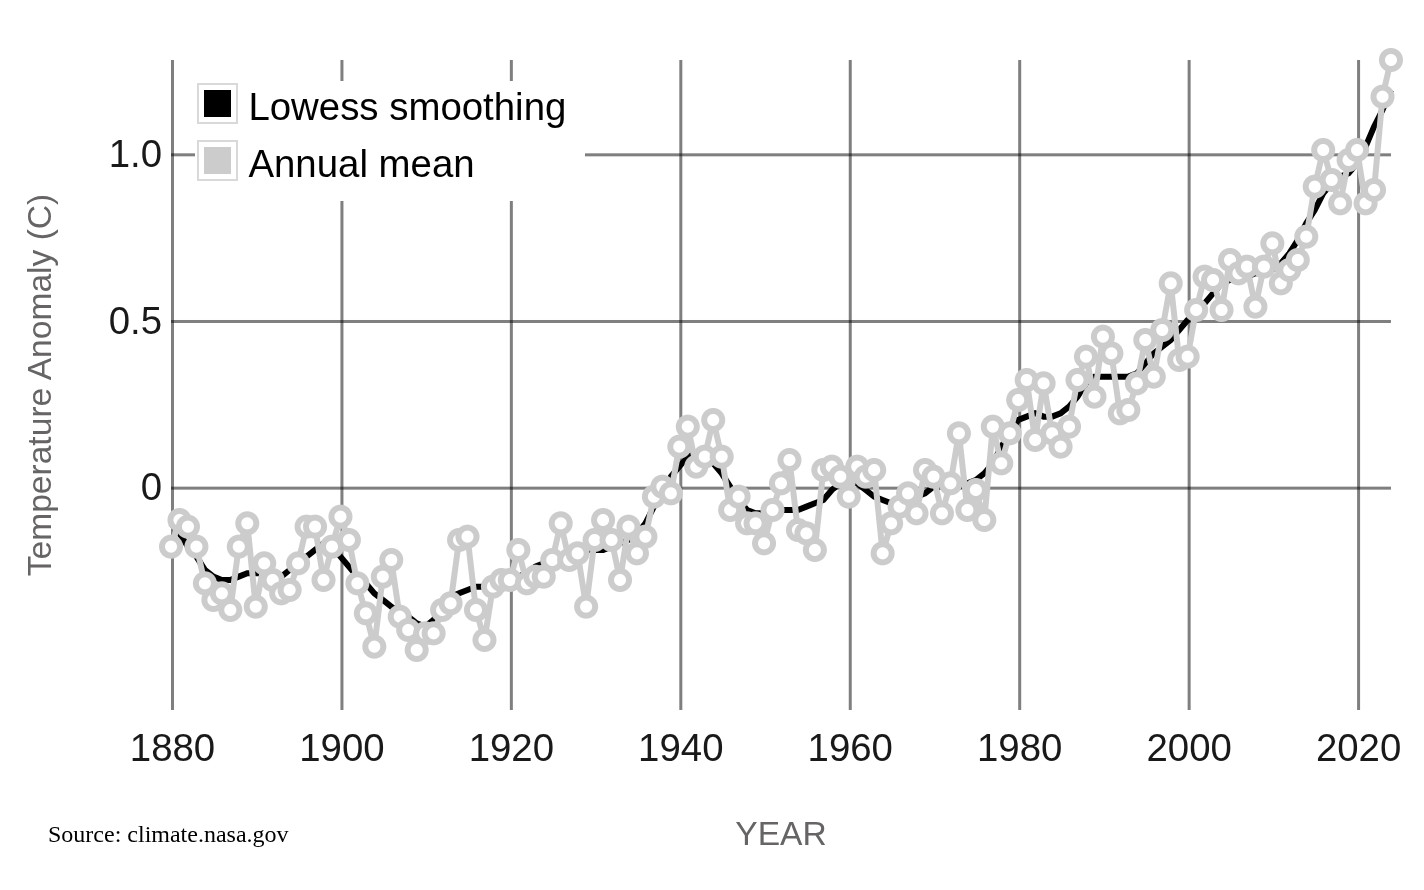 Lowess smoothing
Annual mean
1.0
0.5
0
Temperature Anomaly (C)
1880 1900 1920 1940 1960 1980 2000 2020
YEAR
Source: climate.nasa.gov